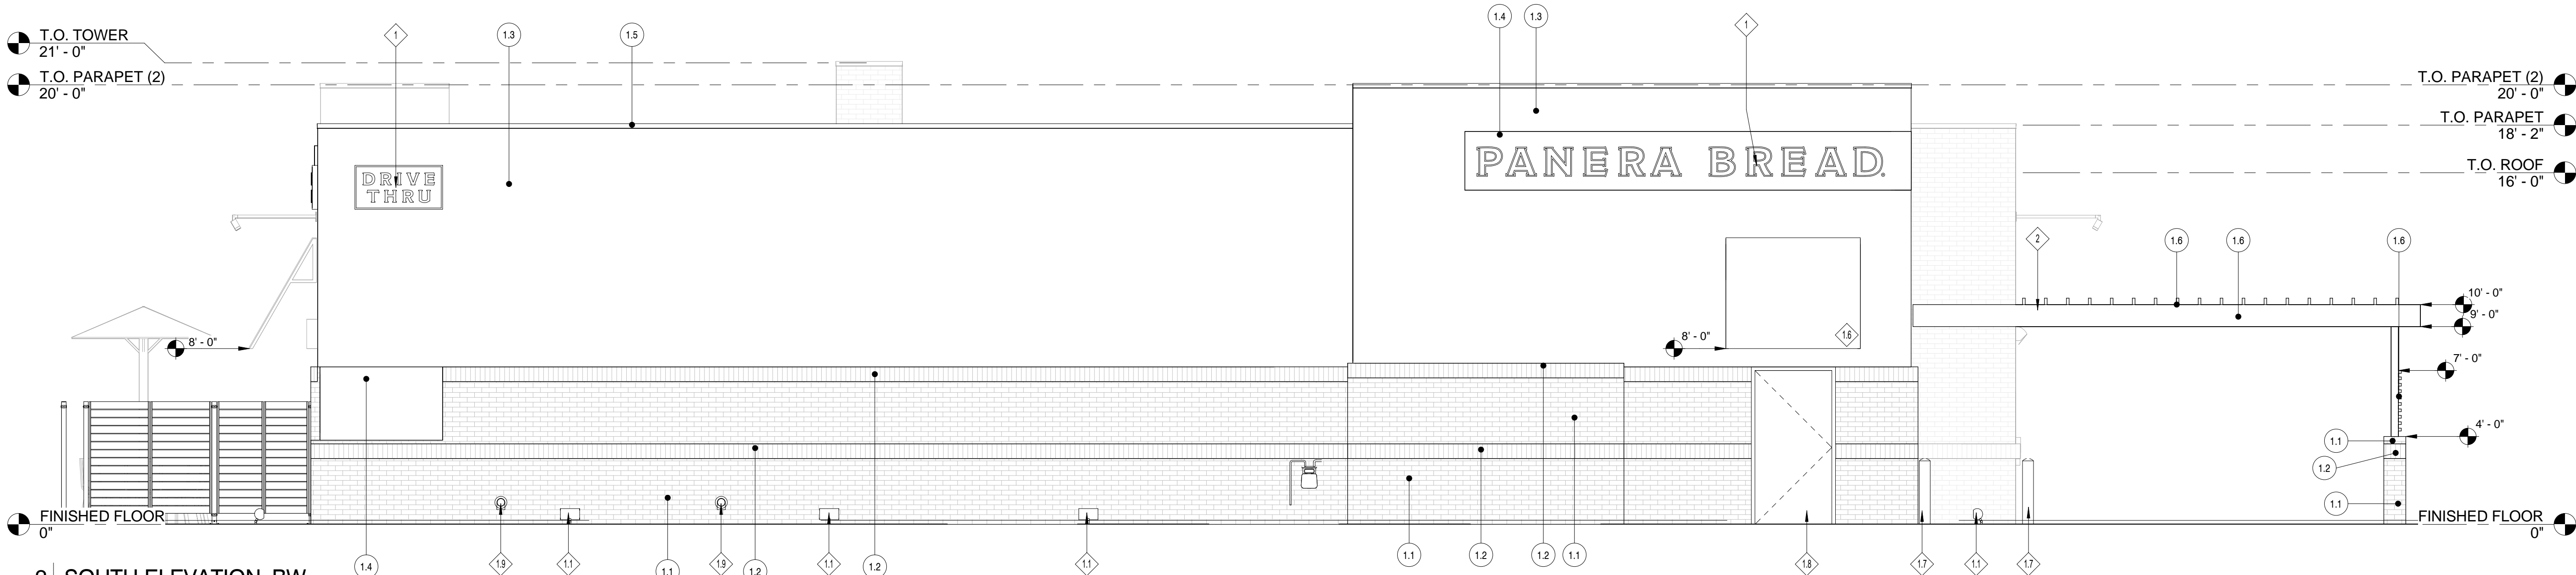 T.O. TOWER
21' - 0"
T.O. PARAPET (2)
20' - 0"
1
1.3
1.5
1.4
1.3
1
T.O. PARAPET (2)
20' - 0"
T.O. PARAPET
18' - 2"
T.O. ROOF
16' - 0"
DRIVE
THRU
PANERA BREAD.
2
1.6
1.6
1.6
10' - 0"
9' - 0"
8' - 0"
8' - 0"
1.6
7' - 0"
4' - 0"
1.1
1.2
1.1
FINISHED FLOOR
0"
FINISHED FLOOR
0"
1.4
1.9
1.1
1.1
1.9
1.2
1.1
1.2
1.1
1.1
1.2
1.2
1.1
1.8
1.7
1.1
1.7
2 SOUTH ELEVATION BW